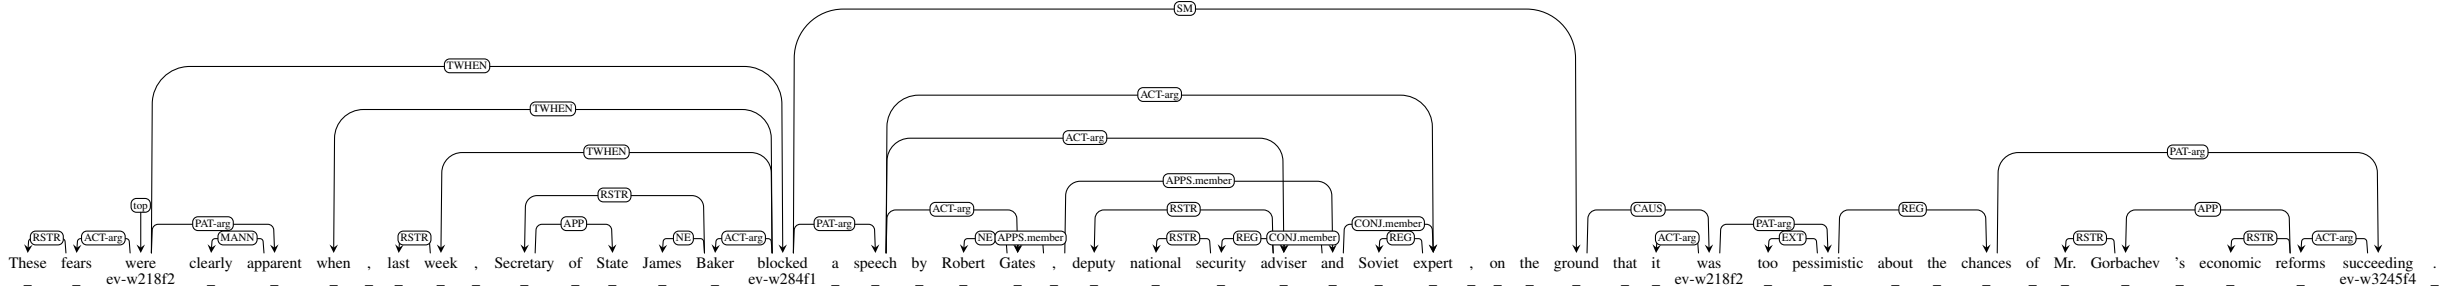 SM
TWHEN
TWHEN ACT-arg
ACT-arg
TWHEN PAT-arg
APPS.member
RSTR
top ACT-arg RSTR REG APP
PAT-arg APP PAT-arg CONJ.member PAT-arg
RSTR ACT-arg MANN RSTR NE ACT-arg NE APPS.member RSTR REG CONJ.member REG CAUS ACT-arg EXT RSTR RSTR ACT-arg
These fears were clearly apparent when , last week , Secretary of State James Baker blocked a speech by Robert Gates , deputy national security adviser and Soviet expert , on the ground that it was too pessimistic about the chances of Mr. Gorbachev 's economic reforms succeeding .
_ _ ev-w218f2 _ _ _ _ _ _ _ _ _ _ _ _ ev-w284f1 _ _ _ _ _ _ _ _ _ _ _ _ _ _ _ _ _ _ _ ev-w218f2 _ _ _ _ _ _ _ _ _ _ _ ev-w3245f4 _